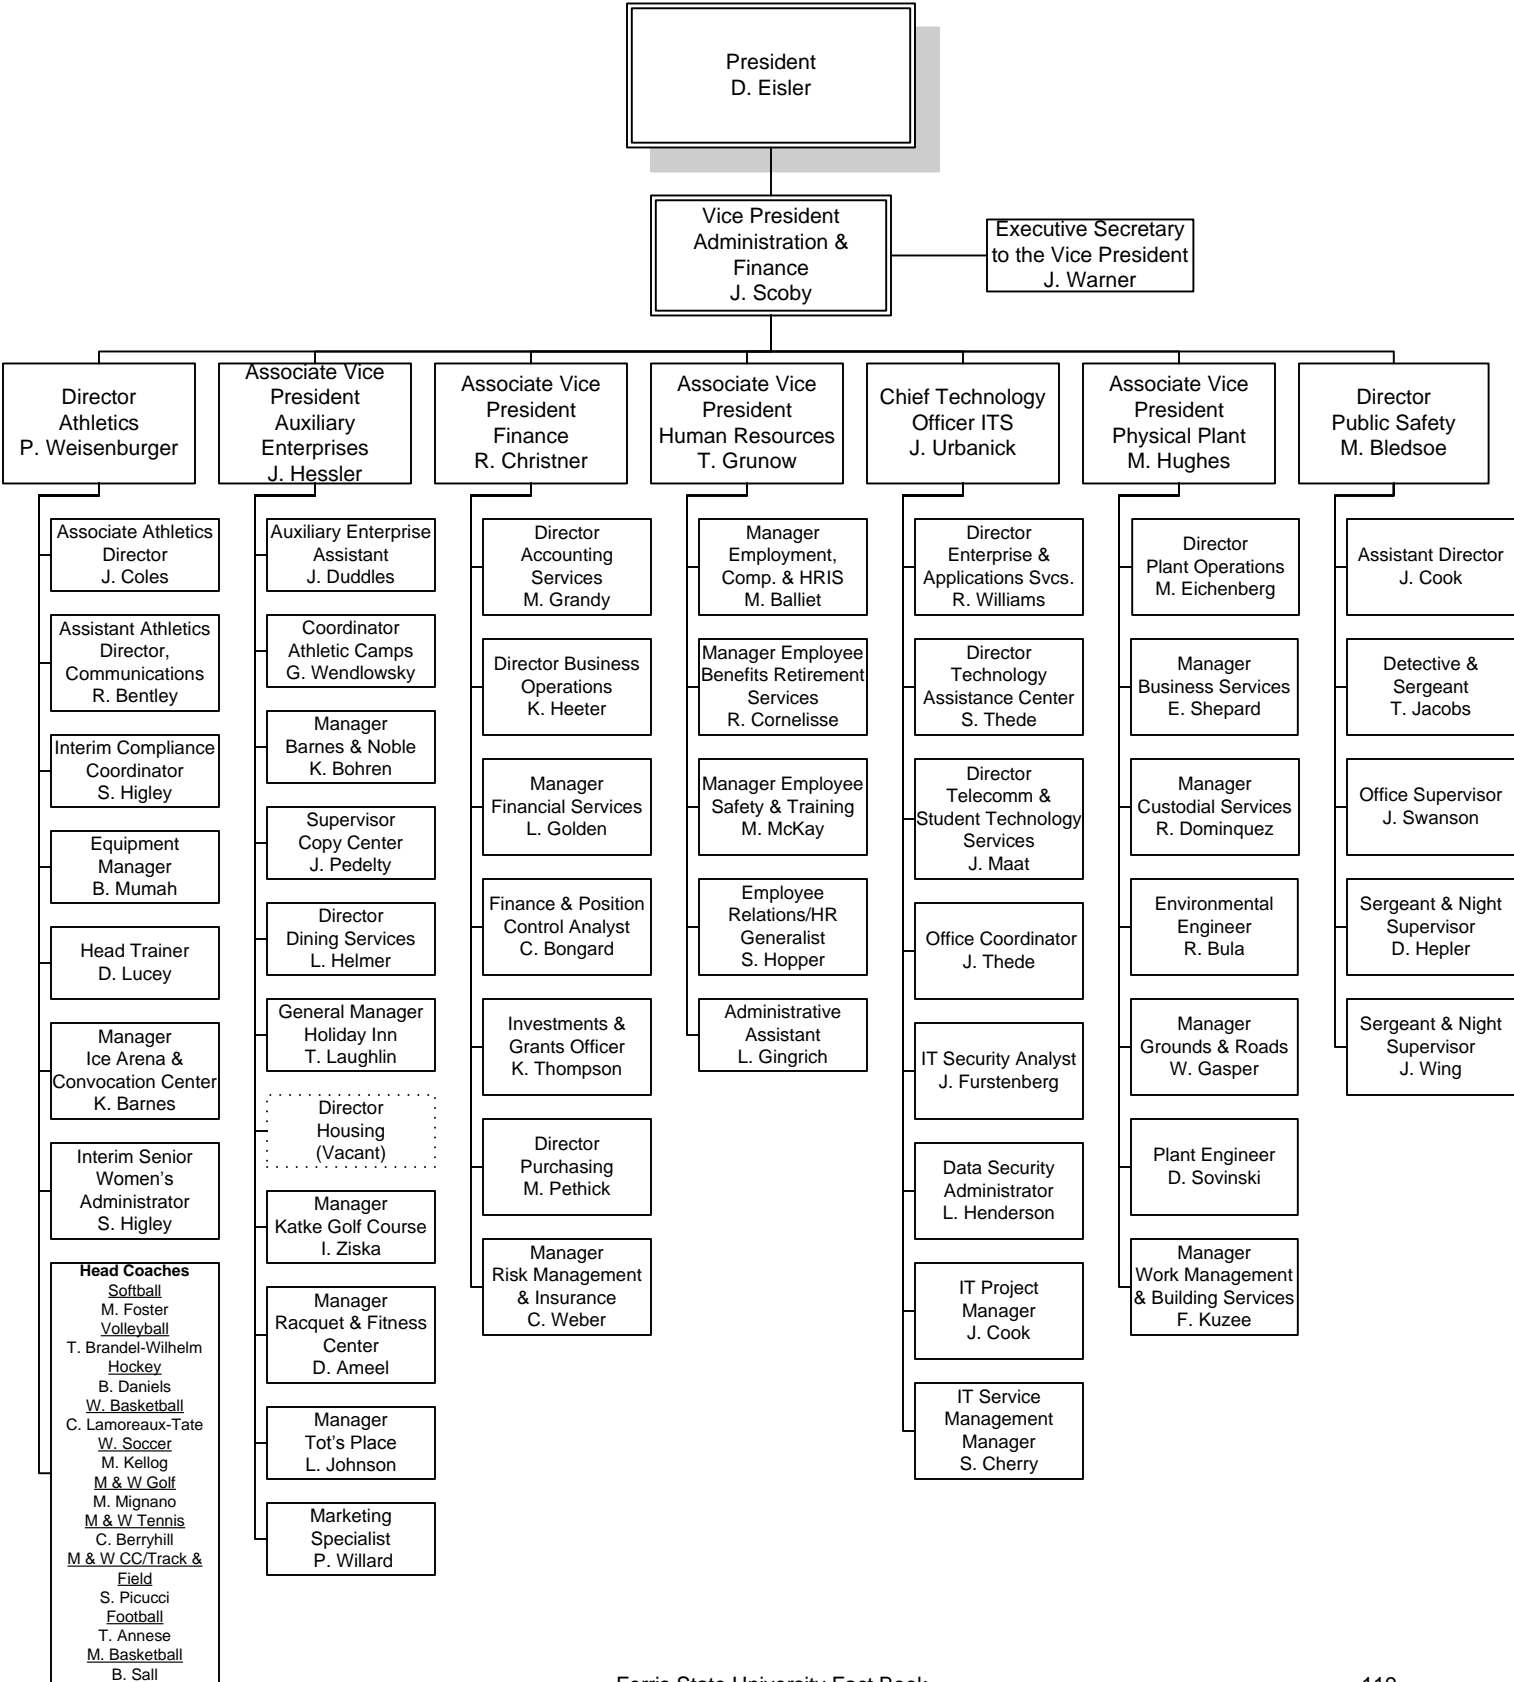 President
D. Eisler
Vice President
Administration &
Finance
J. Scoby
Executive Secretary
to the Vice President
J. Warner
Director
Athletics
P. Weisenburger
Associate Vice
President
Auxiliary
Enterprises
J. Hessler
Associate Vice
President
Finance
R. Christner
Associate Vice
President
Human Resources
T. Grunow
Chief Technology
Officer ITS
J. Urbanick
Associate Vice
President
Physical Plant
M. Hughes
Director
Public Safety
M. Bledsoe
Associate Athletics
Director
J. Coles
Assistant Athletics
Director,
Communications
R. Bentley
Interim Compliance
Coordinator
S. Higley
Equipment
Manager
B. Mumah
Head Trainer
D. Lucey
Manager
Ice Arena &
Convocation Center
K. Barnes
Interim Senior
Women's
Administrator
S. Higley
Head Coaches
Softball
M. Foster
Volleyball
T. Brandel-Wilhelm
Hockey
B. Daniels
W. Basketball
C. Lamoreaux-Tate
W. Soccer
M. Kellog
M & W Golf
M. Mignano
M & W Tennis
C. Berryhill
M & W CC/Track &
Field
S. Picucci
Football
T. Annese
M. Basketball
B. Sall
Auxiliary Enterprise
Assistant
J. Duddles
Coordinator
Athletic Camps
G. Wendlowsky
Manager
Barnes & Noble
K. Bohren
Supervisor
Copy Center
J. Pedelty
Director
Dining Services
L. Helmer
General Manager
Holiday Inn
T. Laughlin
Director
Housing
(Vacant)
Manager
Katke Golf Course
I. Ziska
Manager
Racquet & Fitness
Center
D. Ameel
Manager
Tot's Place
L. Johnson
Marketing
Specialist
P. Willard
Director
Accounting
Services
M. Grandy
Director Business
Operations
K. Heeter
Manager
Financial Services
L. Golden
Finance & Position
Control Analyst
C. Bongard
Investments &
Grants Officer
K. Thompson
Director
Purchasing
M. Pethick
Manager
Risk Management
& Insurance
C. Weber
Manager
Employment,
Comp. & HRIS
M. Balliet
Manager Employee
Benefits Retirement
Services
R. Cornelisse
Manager Employee
Safety & Training
M. McKay
Employee
Relations/HR
Generalist
S. Hopper
Administrative
Assistant
L. Gingrich
Director
Enterprise &
Applications Svcs.
R. Williams
Director
Technology
Assistance Center
S. Thede
Director
Telecomm &
Student Technology
Services
J. Maat
Office Coordinator
J. Thede
IT Security Analyst
J. Furstenberg
Data Security
Administrator
L. Henderson
IT Project
Manager
J. Cook
IT Service
Management
Manager
S. Cherry
Director
Plant Operations
M. Eichenberg
Manager
Business Services
E. Shepard
Manager
Custodial Services
R. Dominquez
Environmental
Engineer
R. Bula
Manager
Grounds & Roads
W. Gasper
Plant Engineer
D. Sovinski
Manager
Work Management
& Building Services
F. Kuzee
Assistant Director
J. Cook
Detective &
Sergeant
T. Jacobs
Office Supervisor
J. Swanson
Sergeant & Night
Supervisor
D. Hepler
Sergeant & Night
Supervisor
J. Wing
Ferris State University Fact Book